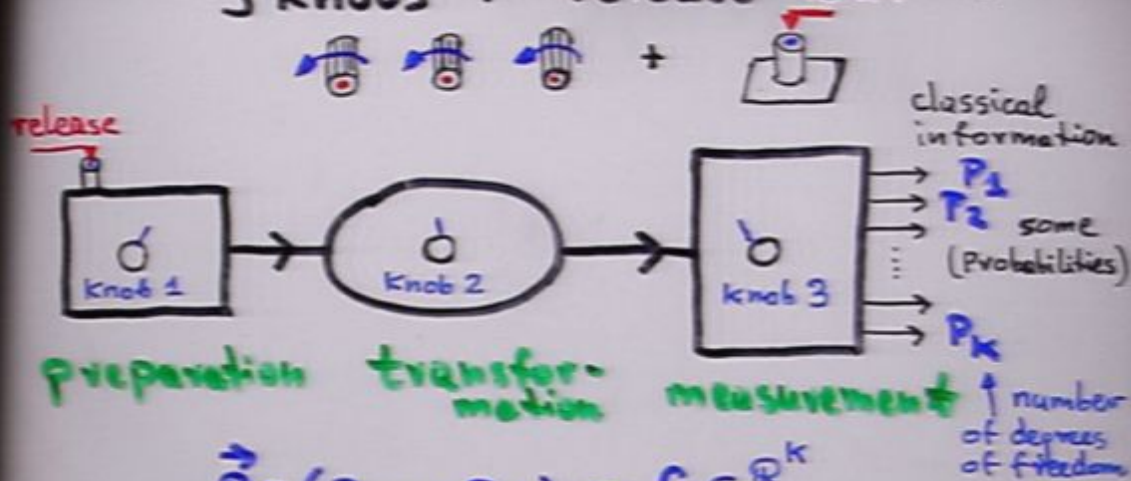 +
release
classical
information
P1
P2 some
(Probabilities)
Knob 1
Knob 2
Knob 3
PK
preparation
transfor-
mation
measurement
number
of degrees
of freedom